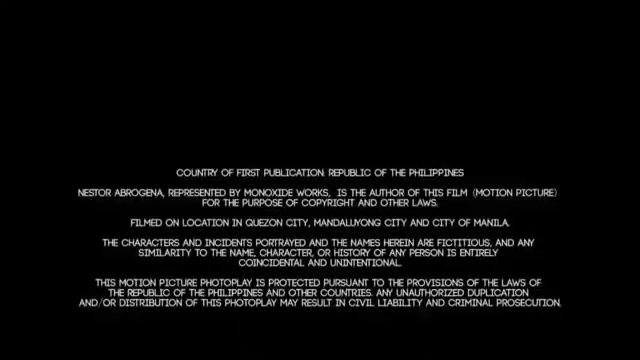 COUNTRY OF FIRST PUBLICATION: REPUBLIC OF THE PHILIPPINES
NESTOR ABROGENA, REPRESENTED BY MONOXIDE WORKS, IS THE AUTHOR OF THIS FILM (MOTION PICTURE)
FOR THE PURPOSE OF COPYRIGHT AND OTHER LAWS.
FILMED ON LOCATION IN QUEZON CITY, MANDALUYONG CITY AND CITY OF MANILA.
THE CHARACTERS AND INCIDENTS PORTRAYED AND THE NAMES HEREIN ARE FICTITIOUS, AND ANY
SIMILARITY TO THE NAME, CHARACTER, OR HISTORY OF ANY PERSON IS ENTIRELY
COINCIDENTAL AND UNINTENTIONAL.
THIS MOTION PICTURE PHOTOPLAY IS PROTECTED PURSUANT TO THE PROVISIONS OF THE LAWS OF
THE REPUBLIC OF THE PHILIPPINES AND OTHER COUNTRIES. ANY UNAUTHORIZED DUPLICATION
AND/OR DISTRIBUTION OF THIS PHOTOPLAY MAY RESULT IN CIVIL LIABILITY AND CRIMINAL PROSECUTION.